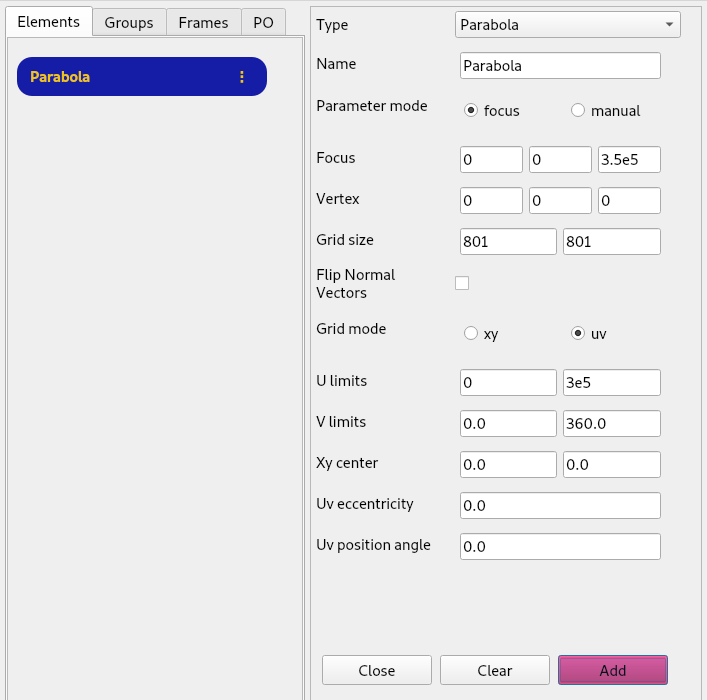 Elements Groups Frames PO
Parabola
Type Parabola
Name Parabola
Parameter mode focus manual
Focus 0 0 3.5e5
Vertex 0 0 0
Grid size 801 801
Flip Normal
Vectors
Grid mode xy uv
U limits 0 3e5
V limits 0.0 360.0
Xy center 0.0 0.0
Uv eccentricity 0.0
Uv position angle 0.0
Close Clear Add